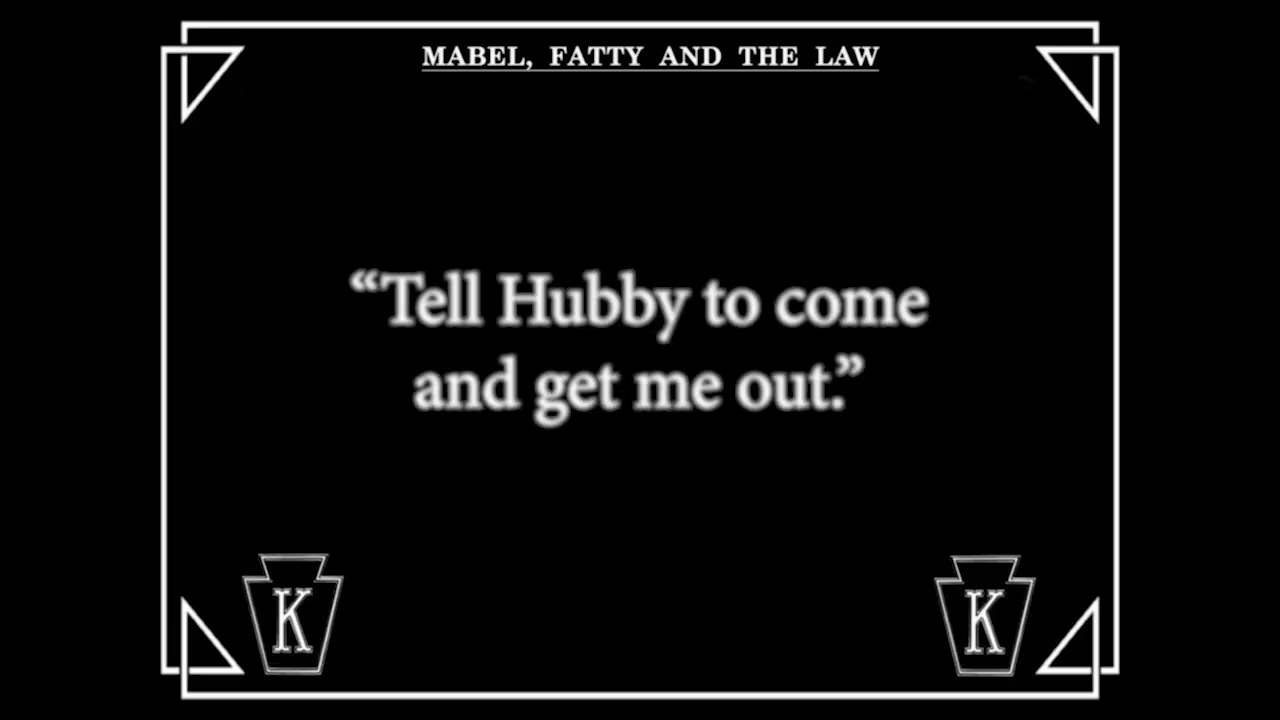 MABEL, FATTY AND THE LAW
“Tell Hubby to come
and get me out.”
K
K